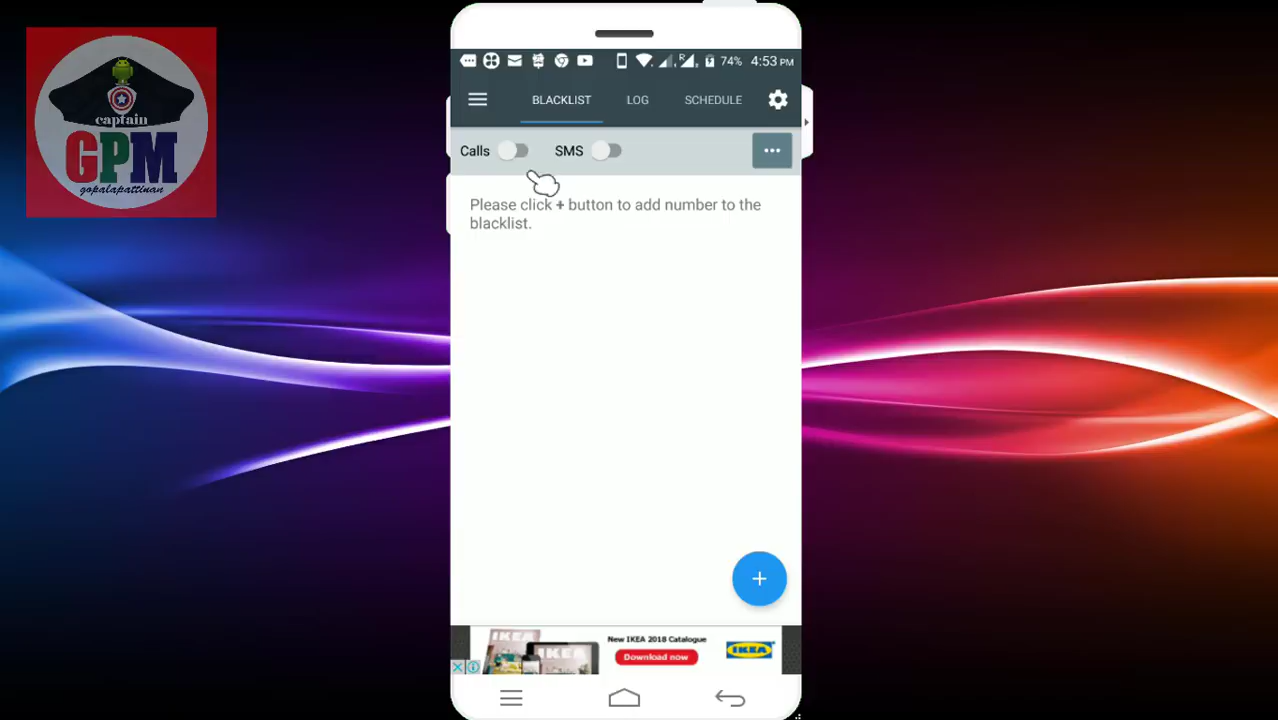 captain
GPM
gopalapattinan
74% 4:53 PM
BLACKLIST LOG SCHEDULE
Calls SMS
Please click + button to add number to the
blacklist.
+
New IKEA 2018 Catalogue
Download now
IKEA
IKEA